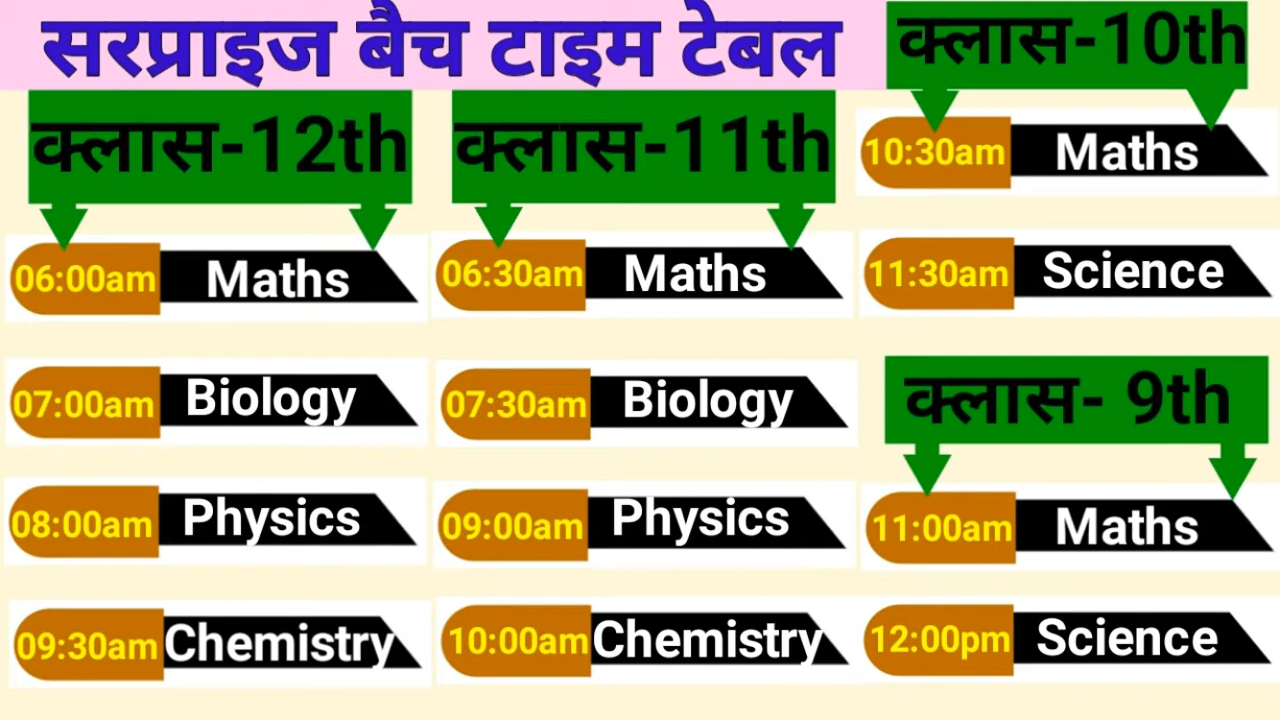 सरप्राइज बैच टाइम टेबल
क्लास-12th
06:00am Maths
07:00am Biology
08:00am Physics
09:30am Chemistry
क्लास-11th
06:30am Maths
07:30am Biology
09:00am Physics
10:00am Chemistry
क्लास-10th
10:30am Maths
11:30am Science
क्लास- 9th
11:00am Maths
12:00pm Science